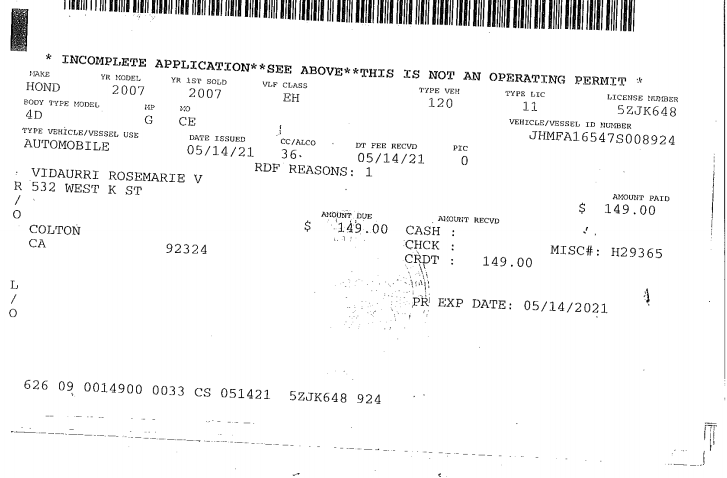 * INCOMPLETE APPLICATION**SEE ABOVE**THIS IS NOT AN OPERATING PERMIT *
MAKE YR MODEL YR 1ST SOLD VLF CLASS TYPE VEH TYPE LIC LICENSE NUMBER
HOND 2007 2007 EH 120 11 5ZJK648
BODY TYPE MODEL MP MO VEHICLE/VESSEL ID NUMBER
4D G CE JHMFA16547S008924
TYPE VEHICLE/VESSEL USE DATE ISSUED CC/ALCO DT FEE RECVD PIC
AUTOMOBILE 05/14/21 36 05/14/21 0
RDF REASONS: 1
VIDAURRI ROSEMARIE V
R 532 WEST K ST AMOUNT PAID
/ $ 149.00
O AMOUNT DUE AMOUNT RECVD
COLTON $ 149.00 CASH :
CA 92324 CHCK : MISC#: H29365
CRDT : 149.00
L
/ PR EXP DATE: 05/14/2021
O
626 09 0014900 0033 CS 051421 5ZJK648 924